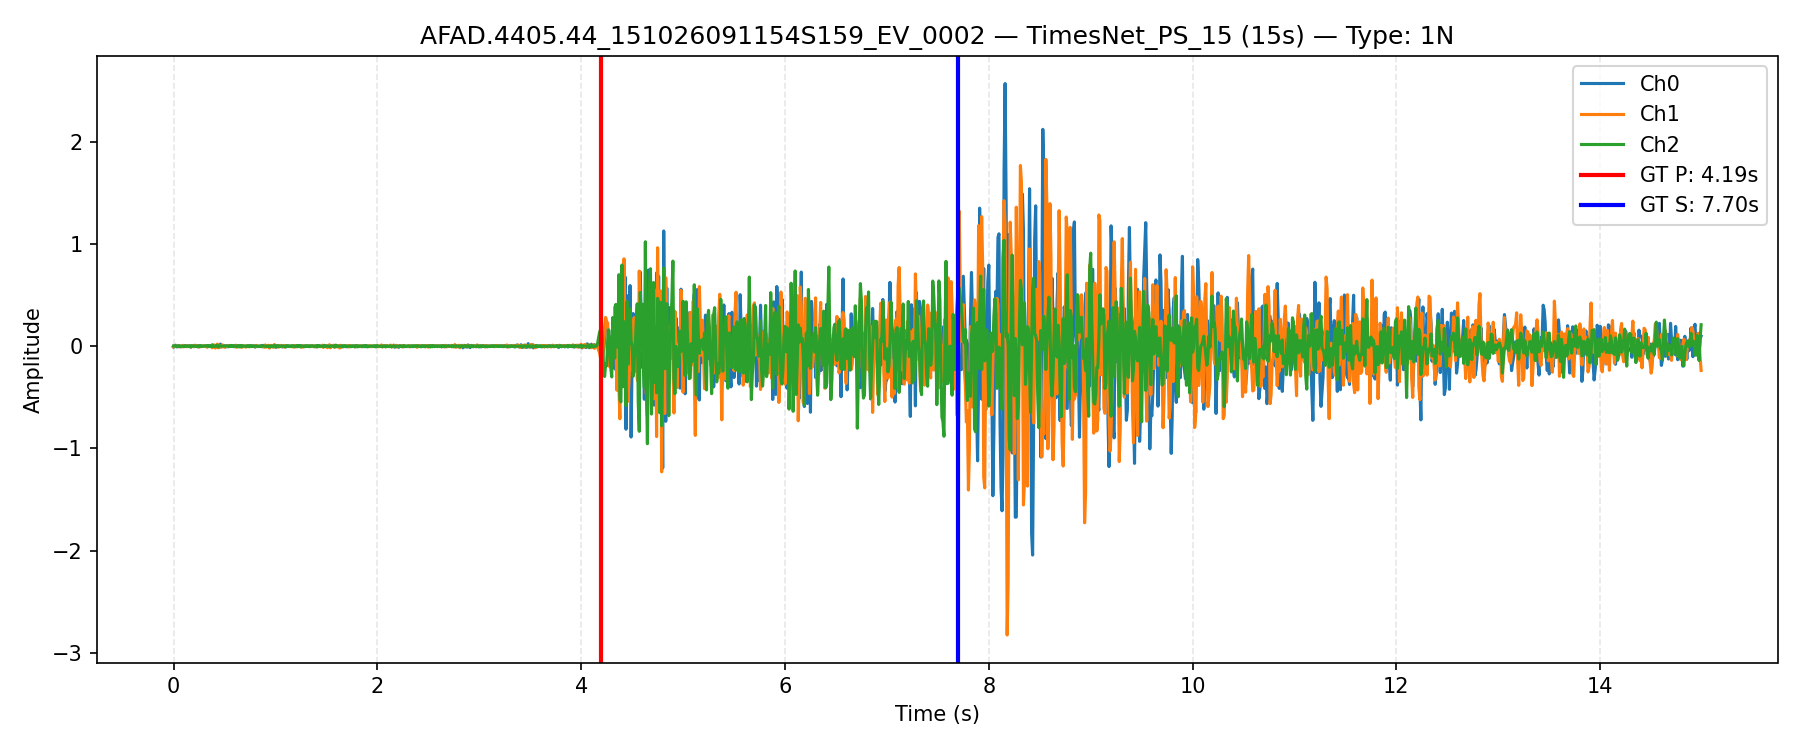 AFAD.4405.44_151026091154S159_EV_0002 — TimesNet_PS_15 (15s) — Type: 1N
Ch0
Ch1
Ch2
GT P: 4.19s
GT S: 7.70s
Amplitude
2
1
0
−1
−2
−3
0 2 4 6 8 10 12 14
Time (s)